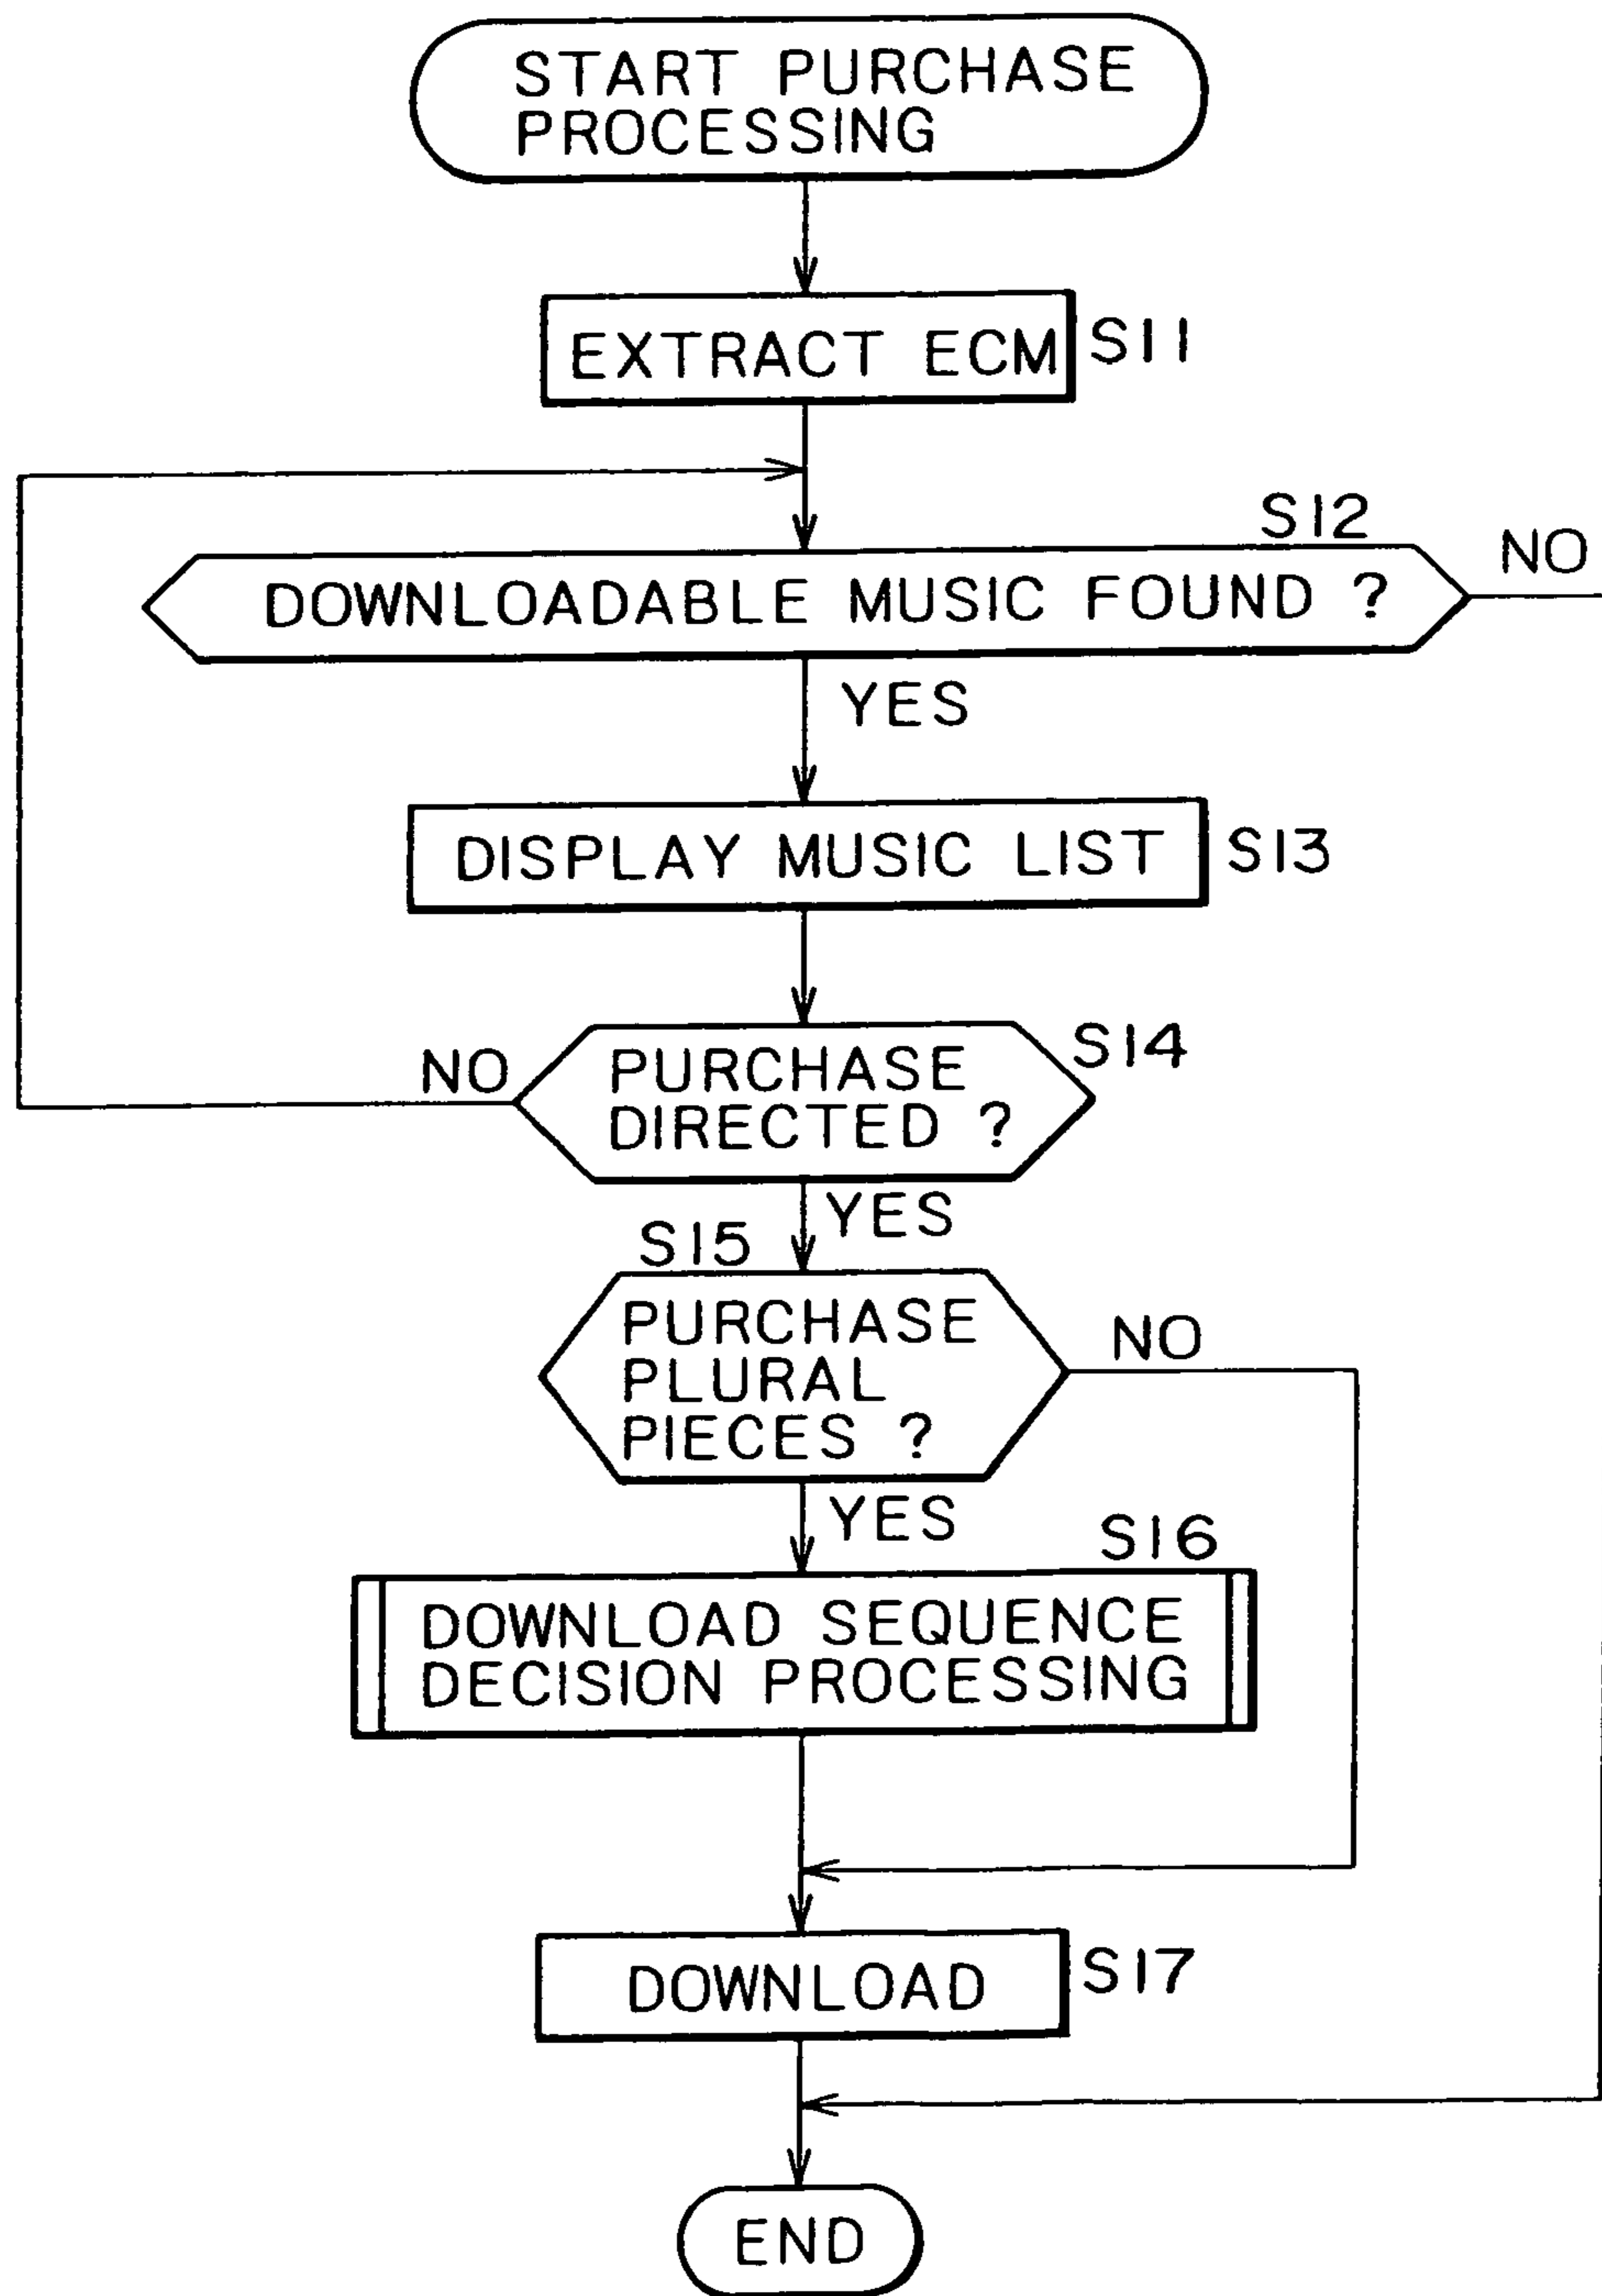 START PURCHASE
PROCESSING
EXTRACT ECM
S11
S12
NO
DOWNLOADABLE MUSIC FOUND ?
YES
DISPLAY MUSIC LIST
S13
S14
NO
PURCHASE
DIRECTED ?
YES
S15
PURCHASE
PLURAL
PIECES ?
NO
YES
S16
DOWNLOAD SEQUENCE
DECISION PROCESSING
DOWNLOAD
S17
END